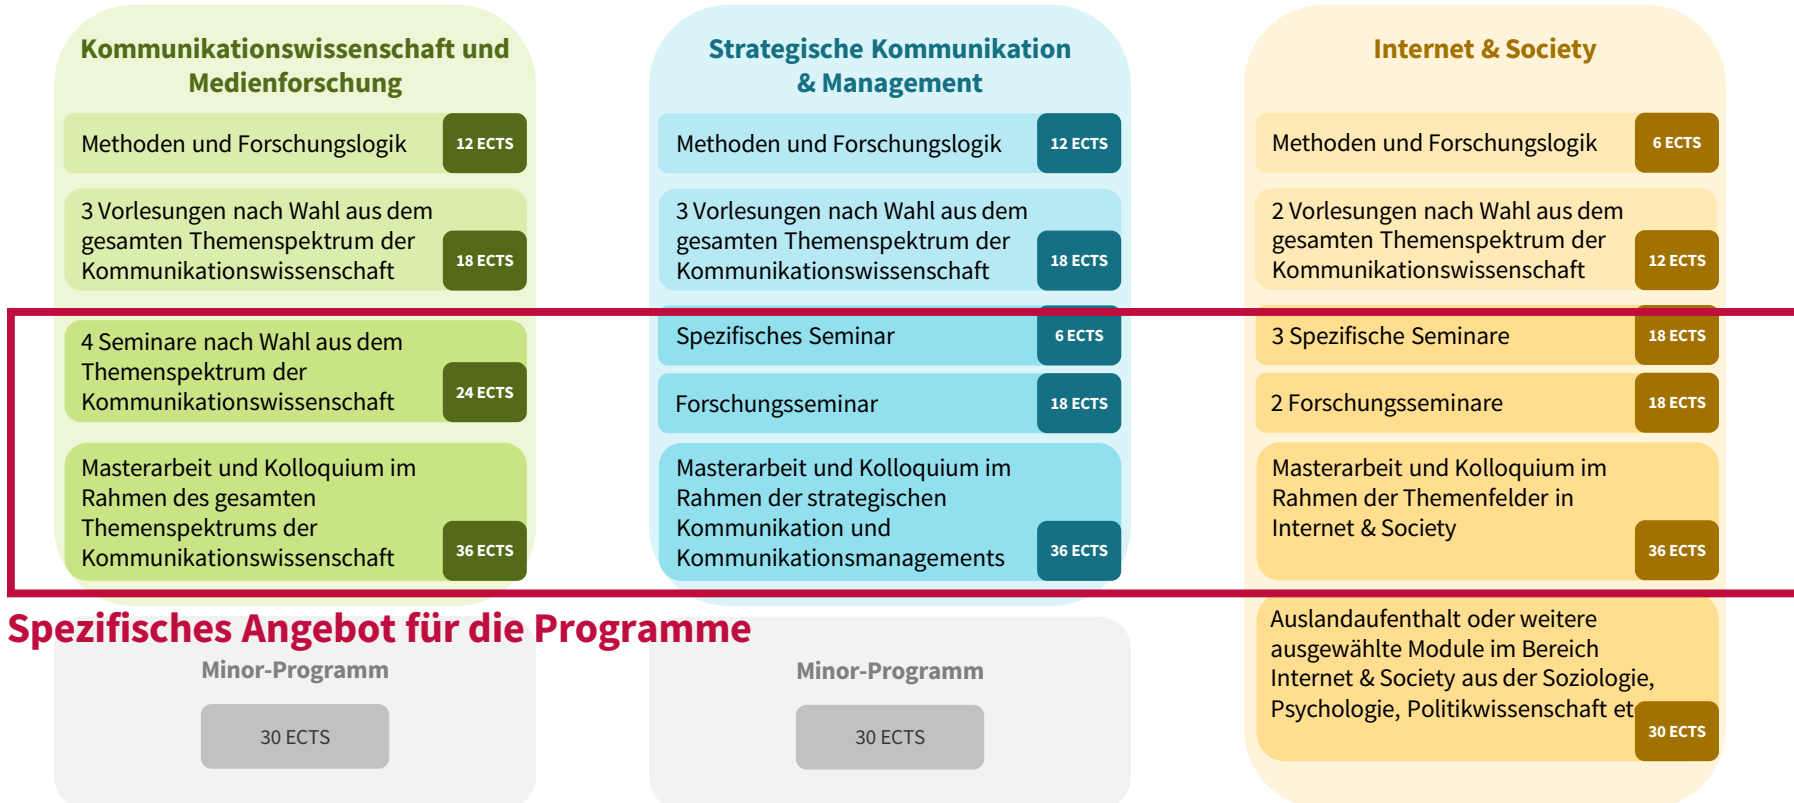 Kommunikationswissenschaft und
Medienforschung
Methoden und Forschungslogik
12 ECTS
3 Vorlesungen nach Wahl aus dem
gesamten Themenspektrum der
Kommunikationswissenschaft
18 ECTS
4 Seminare nach Wahl aus dem
Themenspektrum der
Kommunikationswissenschaft
24 ECTS
Masterarbeit und Kolloquium im
Rahmen des gesamten
Themenspektrums der
Kommunikationswissenschaft
36 ECTS
Strategische Kommunikation
& Management
Methoden und Forschungslogik
12 ECTS
3 Vorlesungen nach Wahl aus dem
gesamten Themenspektrum der
Kommunikationswissenschaft
18 ECTS
Spezifisches Seminar
6 ECTS
Forschungsseminar
18 ECTS
Masterarbeit und Kolloquium im
Rahmen der strategischen
Kommunikation und
Kommunikationsmanagements
36 ECTS
Internet & Society
Methoden und Forschungslogik
6 ECTS
2 Vorlesungen nach Wahl aus dem
gesamten Themenspektrum der
Kommunikationswissenschaft
12 ECTS
3 Spezifische Seminare
18 ECTS
2 Forschungsseminare
18 ECTS
Masterarbeit und Kolloquium im
Rahmen der Themenfelder in
Internet & Society
36 ECTS
Auslandaufenthalt oder weitere
ausgewählte Module im Bereich
Internet & Society aus der Soziologie,
Psychologie, Politikwissenschaft et
30 ECTS
Spezifisches Angebot für die Programme
Minor-Programm
30 ECTS
Minor-Programm
30 ECTS